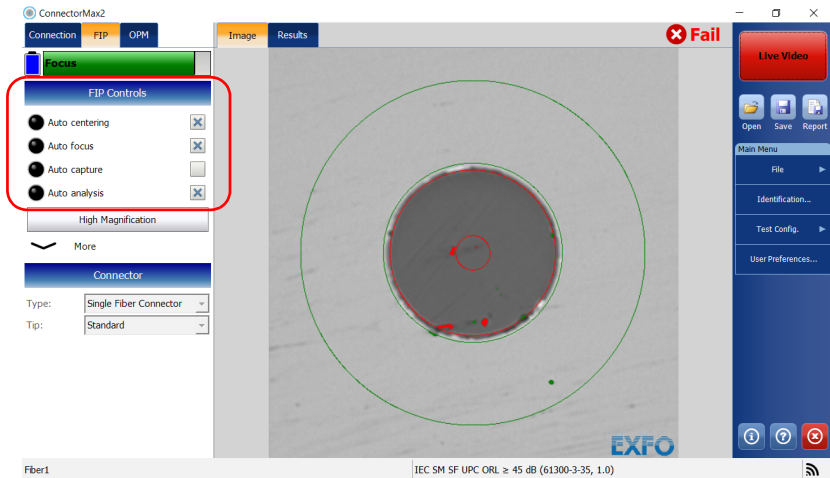 ConnectorMax2
Connection FIP OPM
Focus
FIP Controls
Auto centering
Auto focus
Auto capture
Auto analysis
High Magnification
More
Connector
Type: Single Fiber Connector
Tip: Standard
Image Results
Fail
EXFO
Live Video
Open Save Report
Main Menu
File
Identification...
Test Config.
User Preferences...
Fiber1
IEC SM SF UPC ORL ≥ 45 dB (61300-3-35, 1.0)